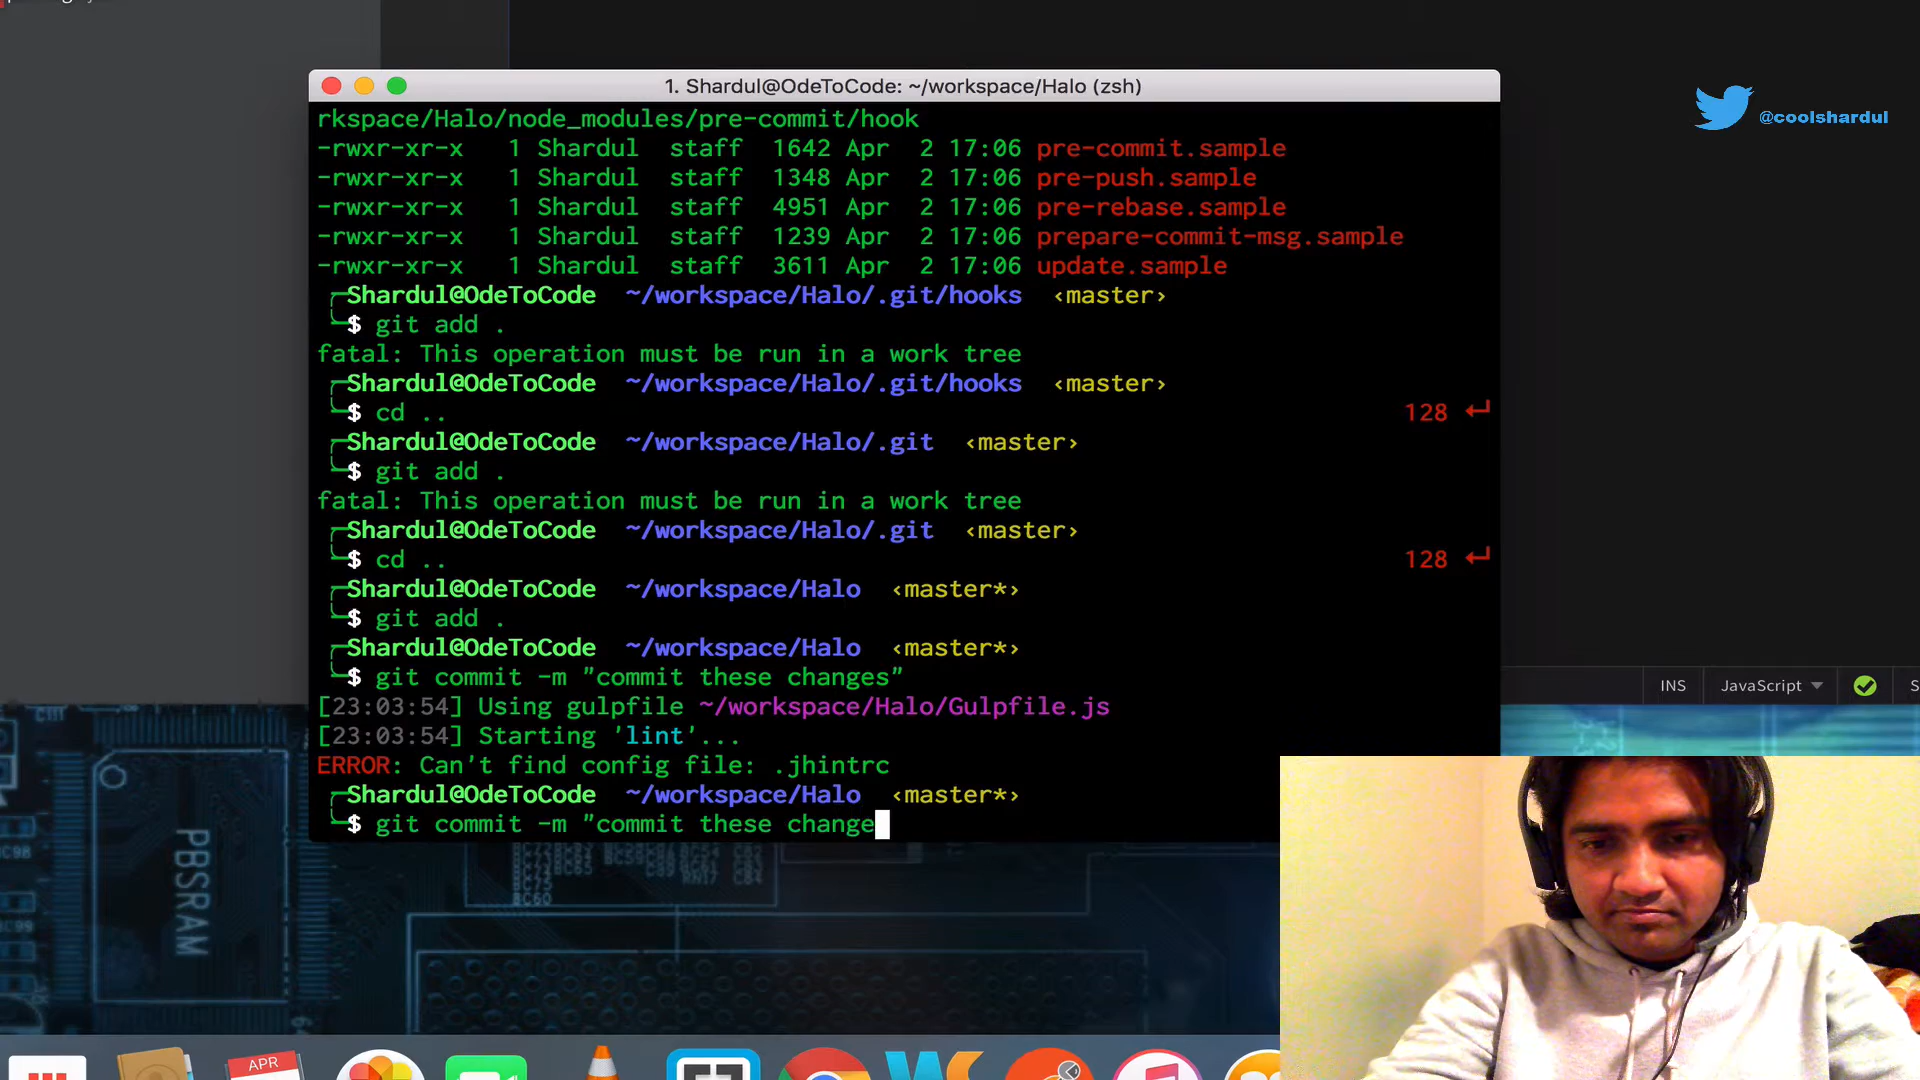 1. Shardul@OdeToCode: ~/workspace/Halo (zsh)
@coolshardul
rkspace/Halo/node_modules/pre-commit/hook
-rwxr-xr-x 1 Shardul staff 1642 Apr 2 17:06 pre-commit.sample
-rwxr-xr-x 1 Shardul staff 1348 Apr 2 17:06 pre-push.sample
-rwxr-xr-x 1 Shardul staff 4951 Apr 2 17:06 pre-rebase.sample
-rwxr-xr-x 1 Shardul staff 1239 Apr 2 17:06 prepare-commit-msg.sample
-rwxr-xr-x 1 Shardul staff 3611 Apr 2 17:06 update.sample
Shardul@OdeToCode ~/workspace/Halo/.git/hooks ‹master›
$ git add .
fatal: This operation must be run in a work tree
Shardul@OdeToCode ~/workspace/Halo/.git/hooks ‹master›
$ cd .. 128 ↵
Shardul@OdeToCode ~/workspace/Halo/.git ‹master›
$ git add .
fatal: This operation must be run in a work tree
Shardul@OdeToCode ~/workspace/Halo/.git ‹master›
$ cd .. 128 ↵
Shardul@OdeToCode ~/workspace/Halo ‹master*›
$ git add .
Shardul@OdeToCode ~/workspace/Halo ‹master*›
$ git commit -m "commit these changes"
[23:03:54] Using gulpfile ~/workspace/Halo/Gulpfile.js
[23:03:54] Starting 'lint'...
ERROR: Can't find config file: .jhintrc
Shardul@OdeToCode ~/workspace/Halo ‹master*›
$ git commit -m "commit these change
INS JavaScript
PBSRAM
BC60
APR